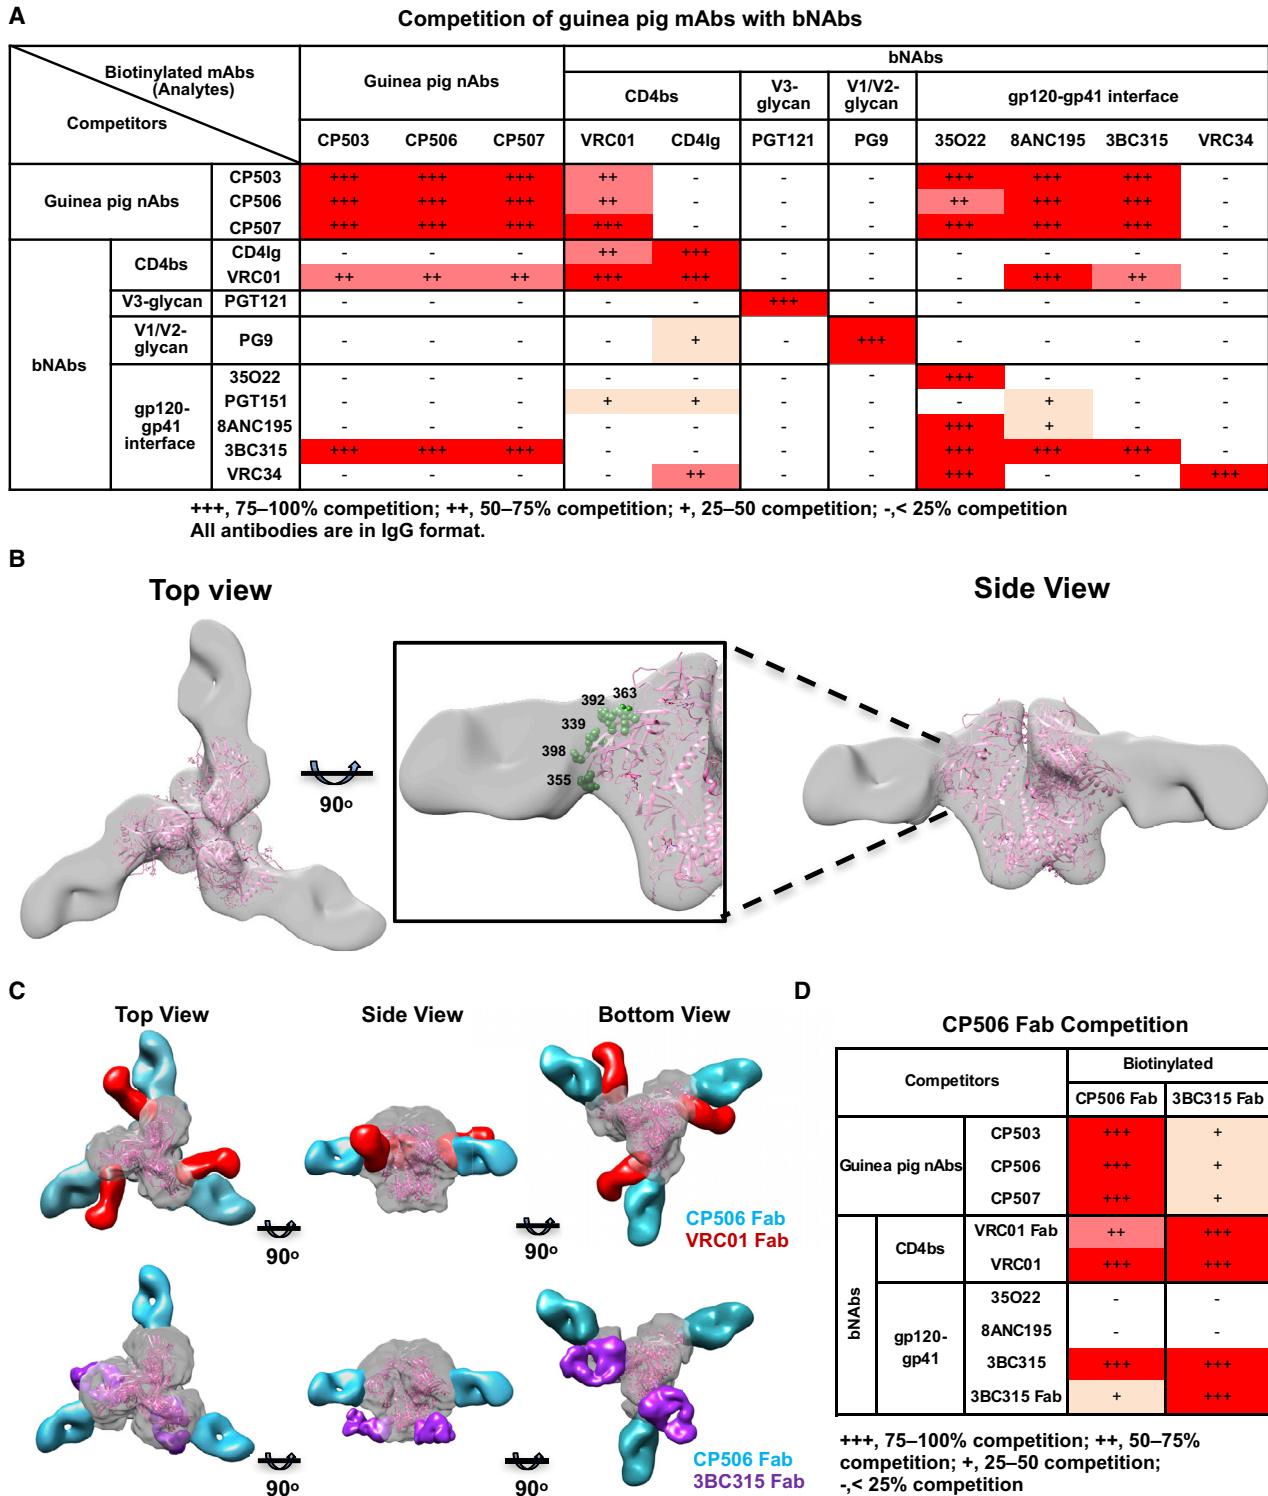 A
Competition of guinea pig mAbs with bNAbs
Biotinylated mAbs
(Analytes)
Competitors
Guinea pig nAbs
bNAbs
CD4bs
V3-
glycan
V1/V2-
glycan
gp120-gp41 interface
CP503 CP506 CP507 VRC01 CD4Ig PGT121 PG9 35O22 8ANC195 3BC315 VRC34
Guinea pig nAbs
CP503 +++ +++ +++ ++ - - - +++ +++ +++ -
CP506 +++ +++ +++ ++ - - - ++ +++ +++ -
CP507 +++ +++ +++ +++ - - - +++ +++ +++ -
bNAbs
CD4bs
CD4Ig - - - ++ +++ - - - - - -
VRC01 ++ ++ ++ +++ +++ - - - +++ ++ -
V3-glycan PGT121 - - - - - +++ - - - - -
V1/V2-
glycan
PG9 - - - - + - +++ - - - -
gp120-
gp41
interface
35O22 - - - - - - - +++ - - -
PGT151 - - - + + - - - + - -
8ANC195 - - - - - - - +++ + - -
3BC315 +++ +++ +++ - - - - +++ +++ +++ -
VRC34 - - - - ++ - - +++ - - +++
+++, 75–100% competition; ++, 50–75% competition; +, 25–50 competition; -,< 25% competition
All antibodies are in IgG format.
B
Top view
Side View
90o
392 363
339
398
355
C
Top View Side View Bottom View
CP506 Fab
VRC01 Fab
90o 90o
CP506 Fab
3BC315 Fab
90o 90o
D
CP506 Fab Competition
Competitors
Biotinylated
CP506 Fab 3BC315 Fab
Guinea pig nAbs
CP503 +++ +
CP506 +++ +
CP507 +++ +
bNAbs
CD4bs
VRC01 Fab ++ +++
VRC01 +++ +++
gp120-
gp41
35O22 - -
8ANC195 - -
3BC315 +++ +++
3BC315 Fab + +++
+++, 75–100% competition; ++, 50–75%
competition; +, 25–50 competition;
-,< 25% competition